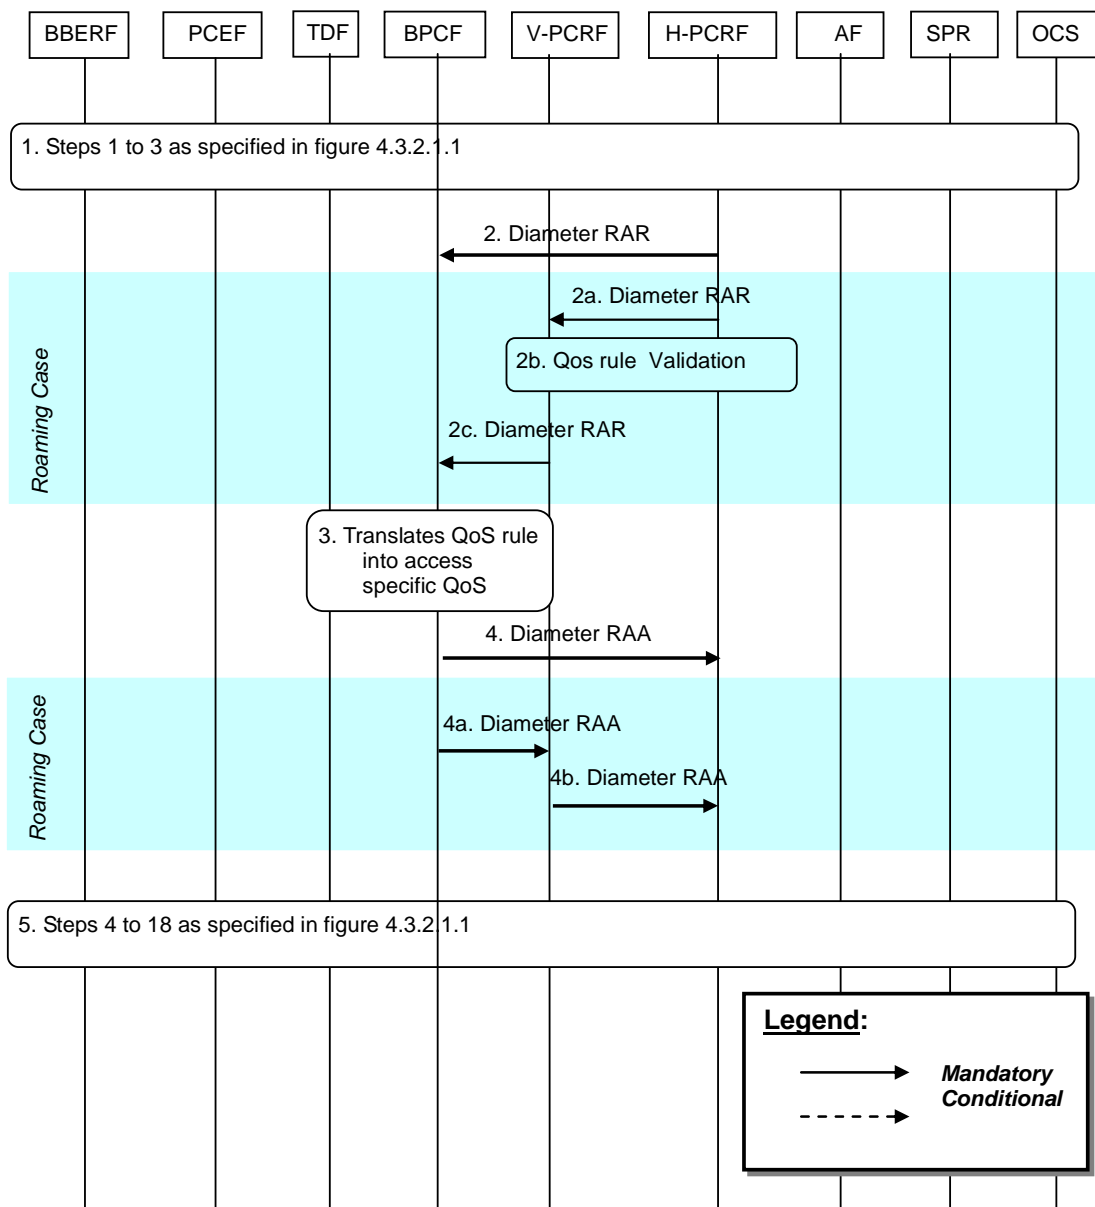 BBERF PCEF TDF BPCF V-PCRF H-PCRF AF SPR OCS
1. Steps 1 to 3 as specified in figure 4.3.2.1.1
2. Diameter RAR
Roaming Case
2a. Diameter RAR
2b. Qos rule Validation
2c. Diameter RAR
3. Translates QoS rule
into access
specific QoS
4. Diameter RAA
Roaming Case
4a. Diameter RAA
4b. Diameter RAA
5. Steps 4 to 18 as specified in figure 4.3.2.1.1
Legend:
Mandatory
Conditional